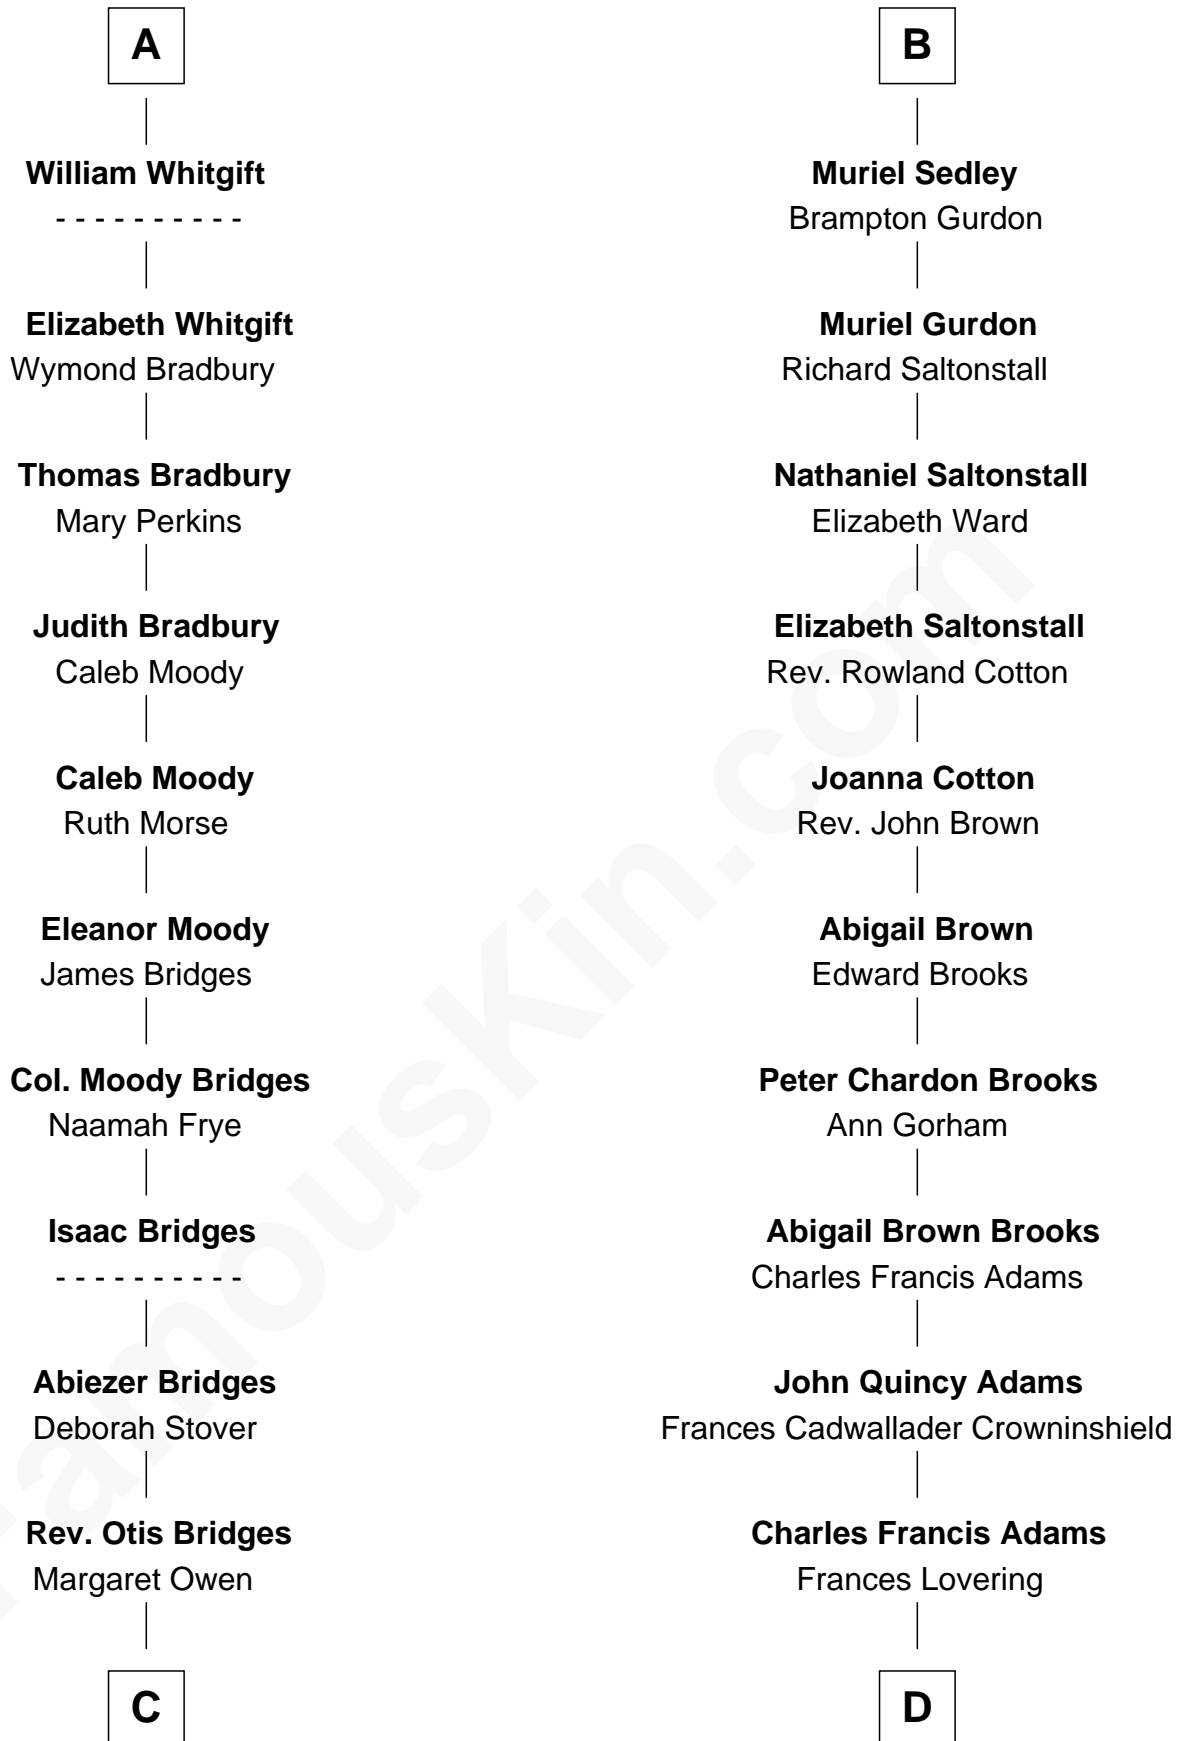 A
William Whitgift
- - - - - - - - - -
Elizabeth Whitgift
Wymond Bradbury
Thomas Bradbury
Mary Perkins
Judith Bradbury
Caleb Moody
Caleb Moody
Ruth Morse
Eleanor Moody
James Bridges
Col. Moody Bridges
Naamah Frye
Isaac Bridges
- - - - - - - - - -
Abiezer Bridges
Deborah Stover
Rev. Otis Bridges
Margaret Owen
C
B
Muriel Sedley
Brampton Gurdon
Muriel Gurdon
Richard Saltonstall
Nathaniel Saltonstall
Elizabeth Ward
Elizabeth Saltonstall
Rev. Rowland Cotton
Joanna Cotton
Rev. John Brown
Abigail Brown
Edward Brooks
Peter Chardon Brooks
Ann Gorham
Abigail Brown Brooks
Charles Francis Adams
John Quincy Adams
Frances Cadwallader Crowninshield
Charles Francis Adams
Frances Lovering
D
FamousKin.com